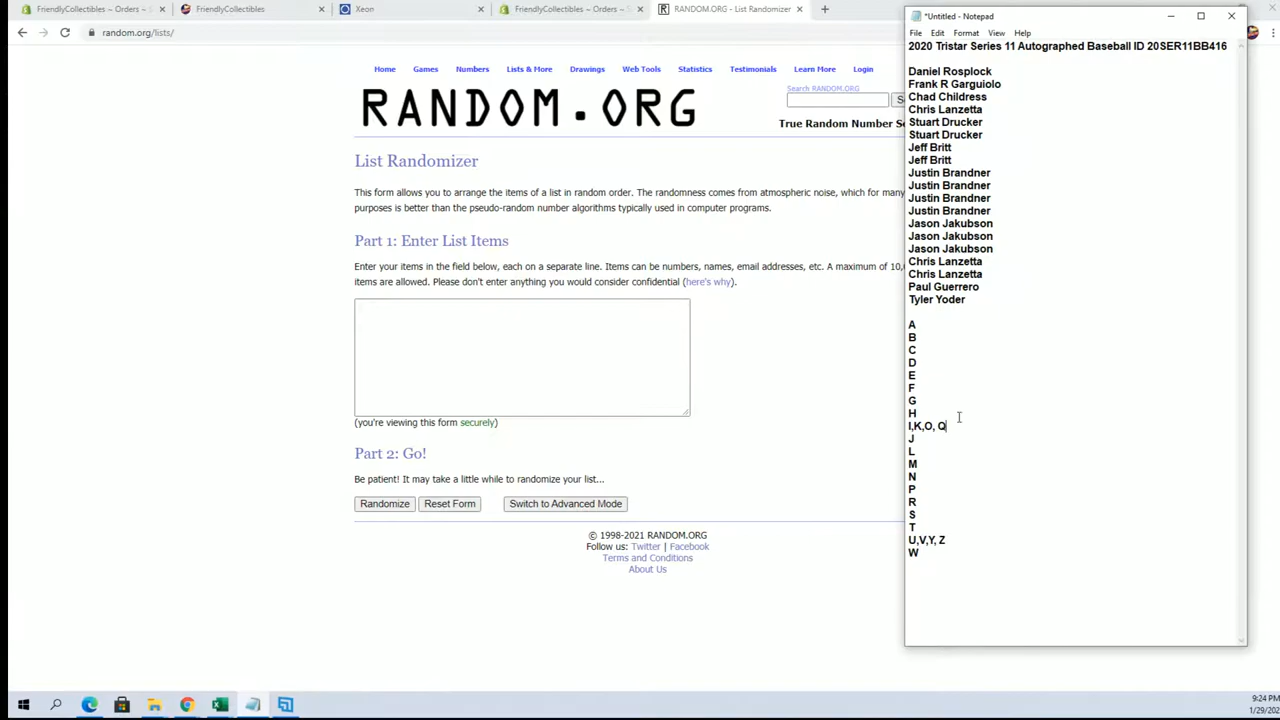 FriendlyCollectibles ~ Orders ~ S
FriendlyCollectibles
Xeon
FriendlyCollectibles ~ Orders ~ S
RANDOM.ORG - List Randomizer
random.org/lists/
Home
Games
Numbers
Lists & More
Drawings
Web Tools
Statistics
Testimonials
Learn More
Login
Search RANDOM.ORG
RANDOM.ORG
True Random Number Se
List Randomizer
This form allows you to arrange the items of a list in random order. The randomness comes from atmospheric noise, which for many
purposes is better than the pseudo-random number algorithms typically used in computer programs.
Part 1: Enter List Items
Enter your items in the field below, each on a separate line. Items can be numbers, names, email addresses, etc. A maximum of 10,
items are allowed. Please don't enter anything you would consider confidential (here's why).
(you're viewing this form securely)
Part 2: Go!
Be patient! It may take a little while to randomize your list...
Randomize
Reset Form
Switch to Advanced Mode
© 1998-2021 RANDOM.ORG
Follow us: Twitter | Facebook
Terms and Conditions
About Us
*Untitled - Notepad
File Edit Format View Help
2020 Tristar Series 11 Autographed Baseball ID 20SER11BB416
Daniel Rosplock
Frank R Garguiolo
Chad Childress
Chris Lanzetta
Stuart Drucker
Stuart Drucker
Jeff Britt
Jeff Britt
Justin Brandner
Justin Brandner
Justin Brandner
Justin Brandner
Jason Jakubson
Jason Jakubson
Jason Jakubson
Chris Lanzetta
Chris Lanzetta
Paul Guerrero
Tyler Yoder
A
B
C
D
E
F
G
H
I,K,O, Q
J
L
M
N
P
R
S
T
U,V,Y, Z
W
9:24 PM
1/29/202